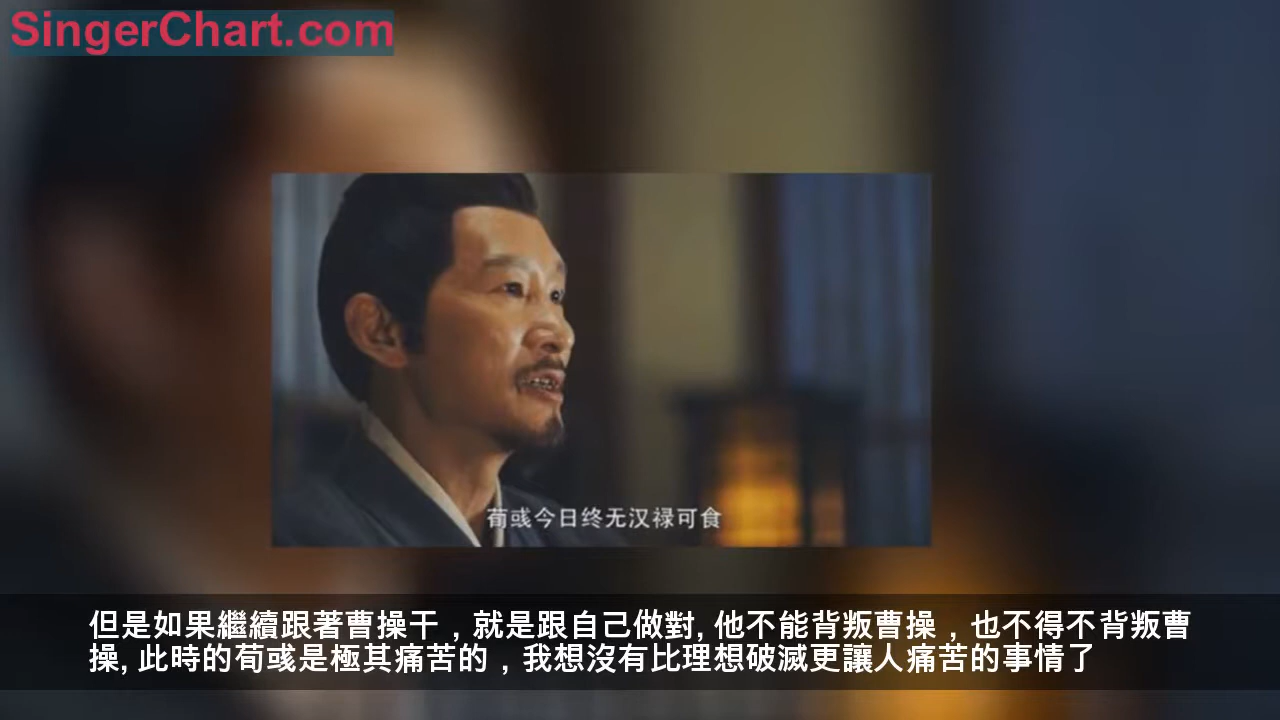 SingerChart.com
荀彧今日终无汉禄可食
但是如果繼續跟著曹操干，就是跟自己做對, 他不能背叛曹操，也不得不背叛曹
操, 此時的荀彧是極其痛苦的，我想沒有比理想破滅更讓人痛苦的事情了